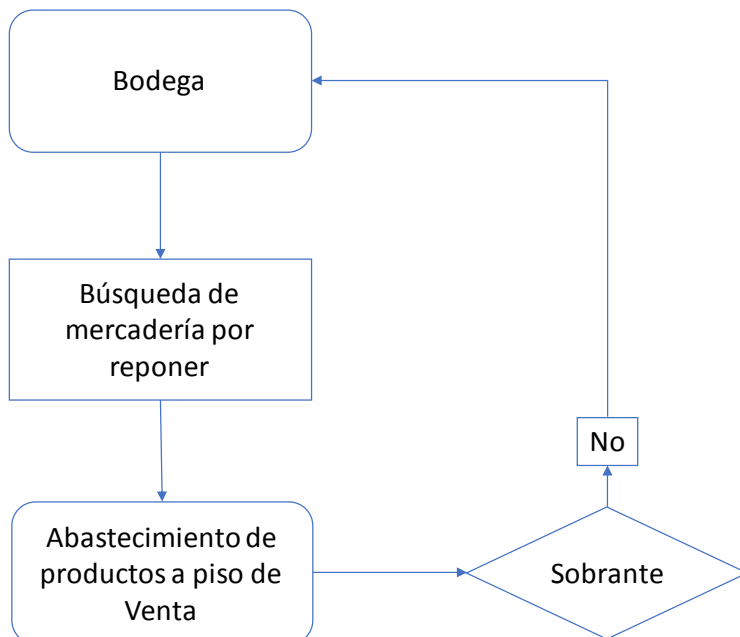 Bodega
Búsqueda de
mercadería por
reponer
No
Abastecimiento de
productos a piso de
Venta
Sobrante